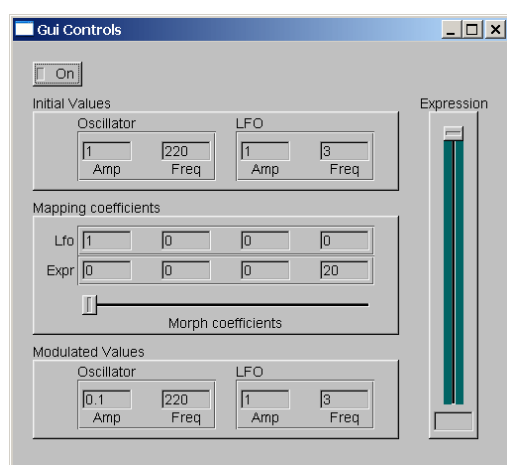 Gui Controls
On
Initial Values
Expression
Oscillator LFO
1 220 1 3
Amp Freq Amp Freq
Mapping coefficients
Lfo 1 0 0 0
Expr 0 0 0 20
Morph coefficients
Modulated Values
Oscillator LFO
0.1 220 1 3
Amp Freq Amp Freq